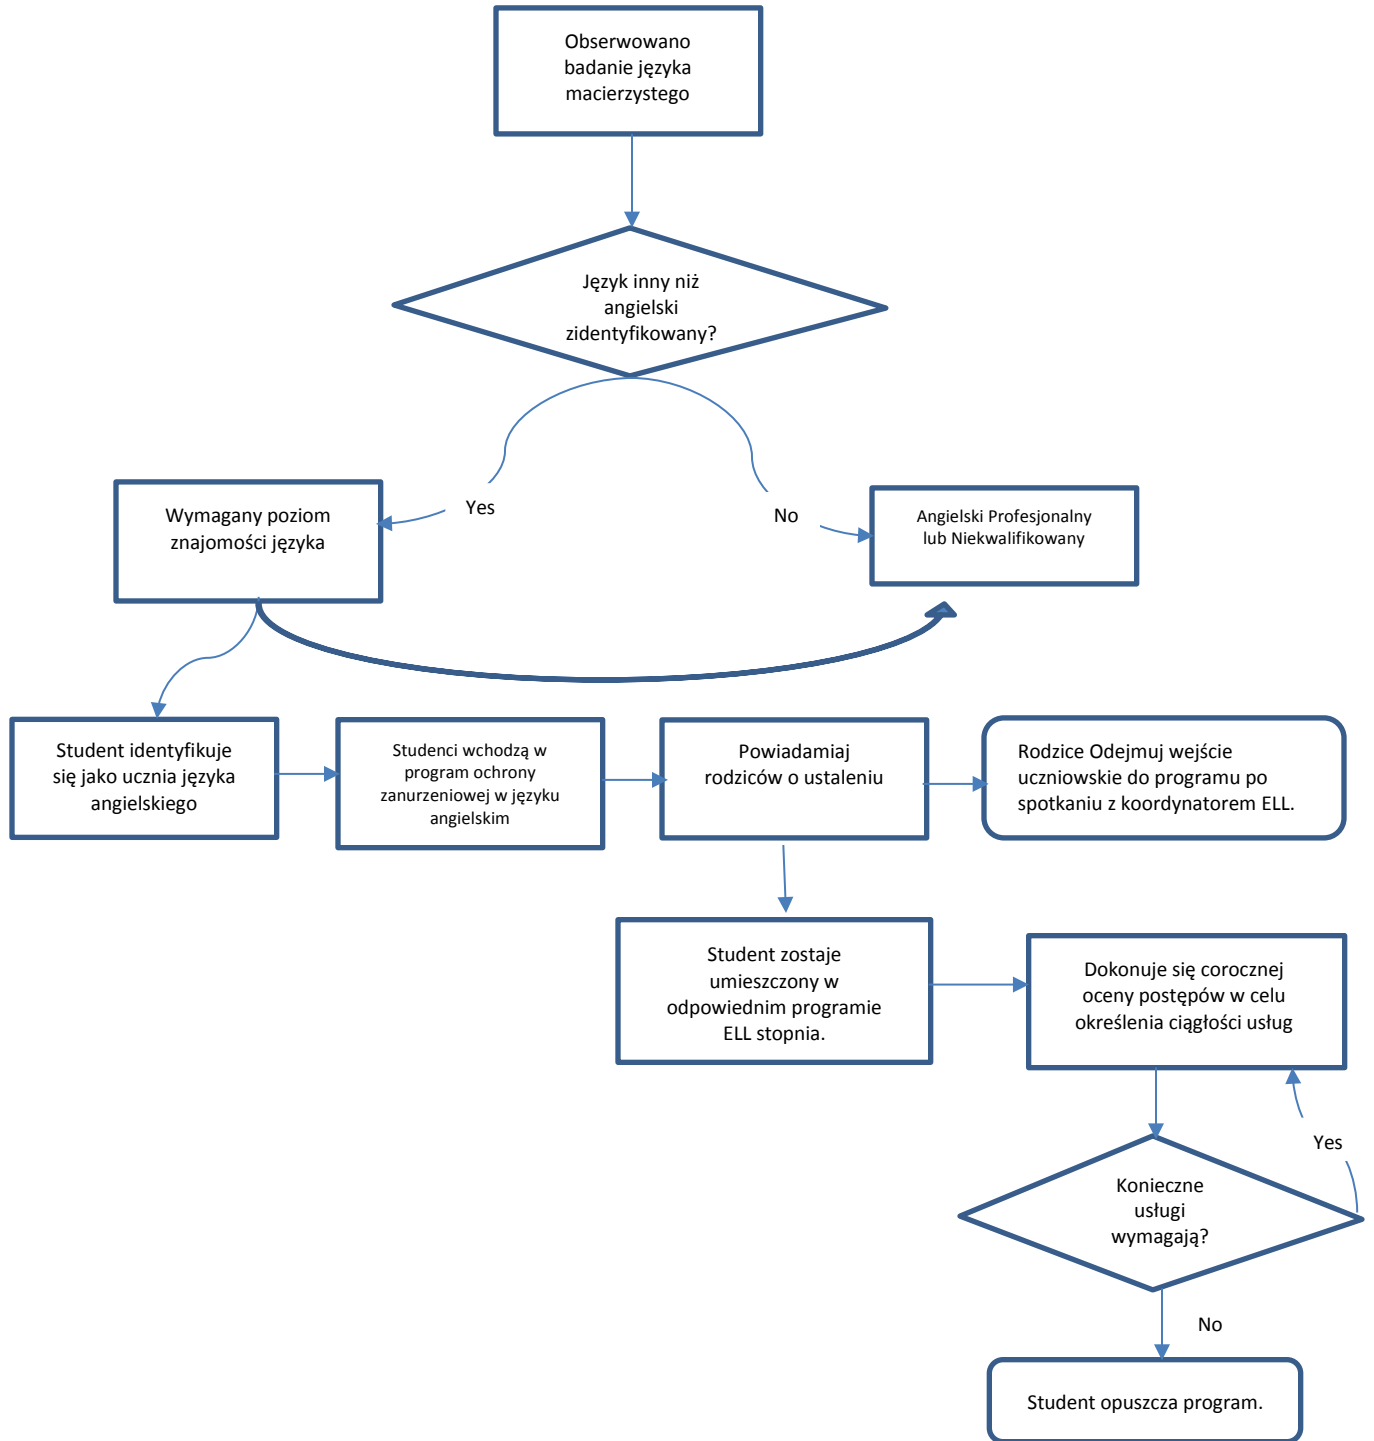 Obserwowano
badanie języka
macierzystego
Język inny niż
angielski
zidentyfikowany?
Yes
No
Wymagany poziom
znajomości języka
Angielski Profesjonalny
lub Niekwalifikowany
Student identyfikuje
się jako ucznia języka
angielskiego
Studenci wchodzą w
program ochrony
zanurzeniowej w języku
angielskim
Powiadamiaj
rodziców o ustaleniu
Rodzice Odejmuj wejście
uczniowskie do programu po
spotkaniu z koordynatorem ELL.
Student zostaje
umieszczony w
odpowiednim programie
ELL stopnia.
Dokonuje się corocznej
oceny postępów w celu
określenia ciągłości usług
Yes
Konieczne
usługi
wymagają?
No
Student opuszcza program.